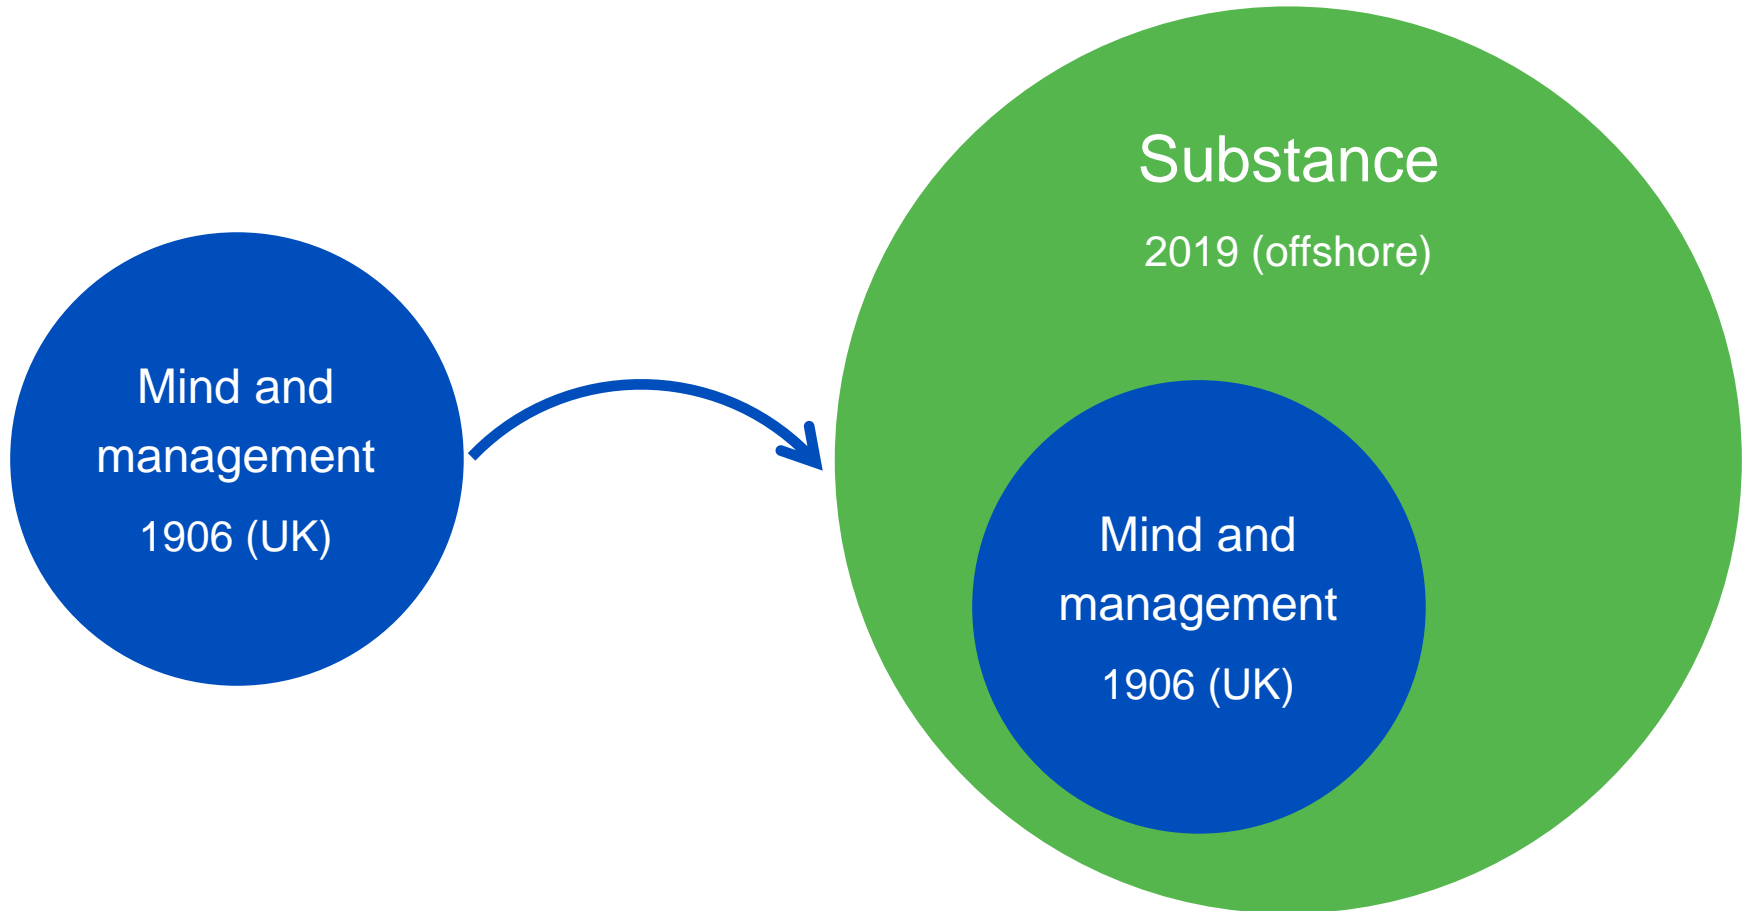 Mind and
management
1906 (UK)
Substance
2019 (offshore)
Mind and
management
1906 (UK)